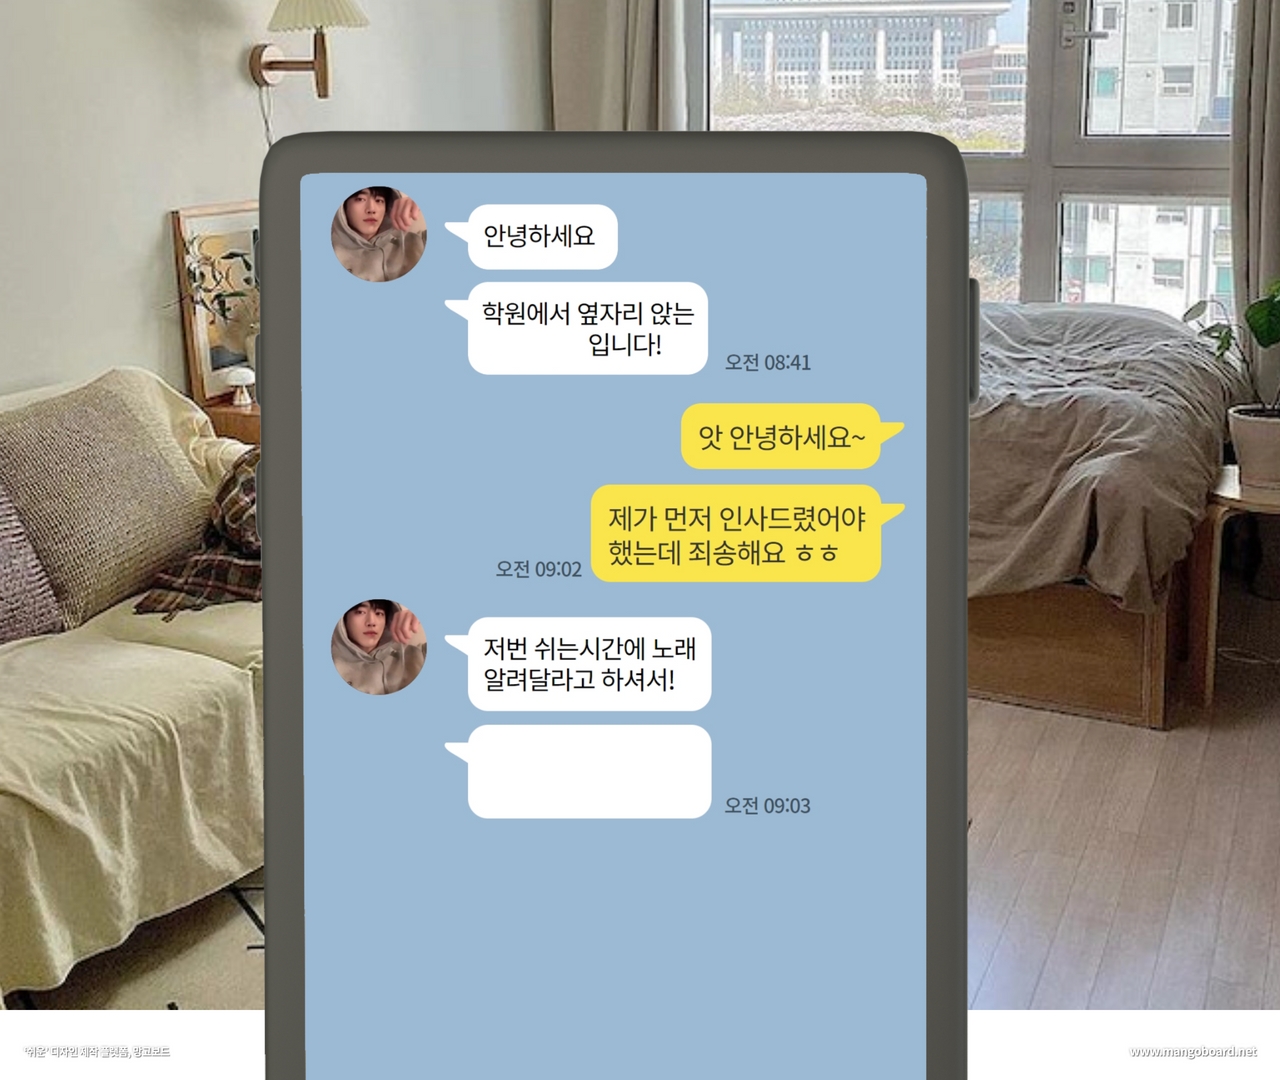 안녕하세요
학원에서 옆자리 앉는
입니다!
오전 08:41
앗 안녕하세요~
제가 먼저 인사드렸어야
했는데 죄송해요 ㅎㅎ
오전 09:02
저번 쉬는시간에 노래
알려달라고 하셔서!
오전 09:03
'쉬운' 디자인 제작 플랫폼, 망고보드
www.mangoboard.net